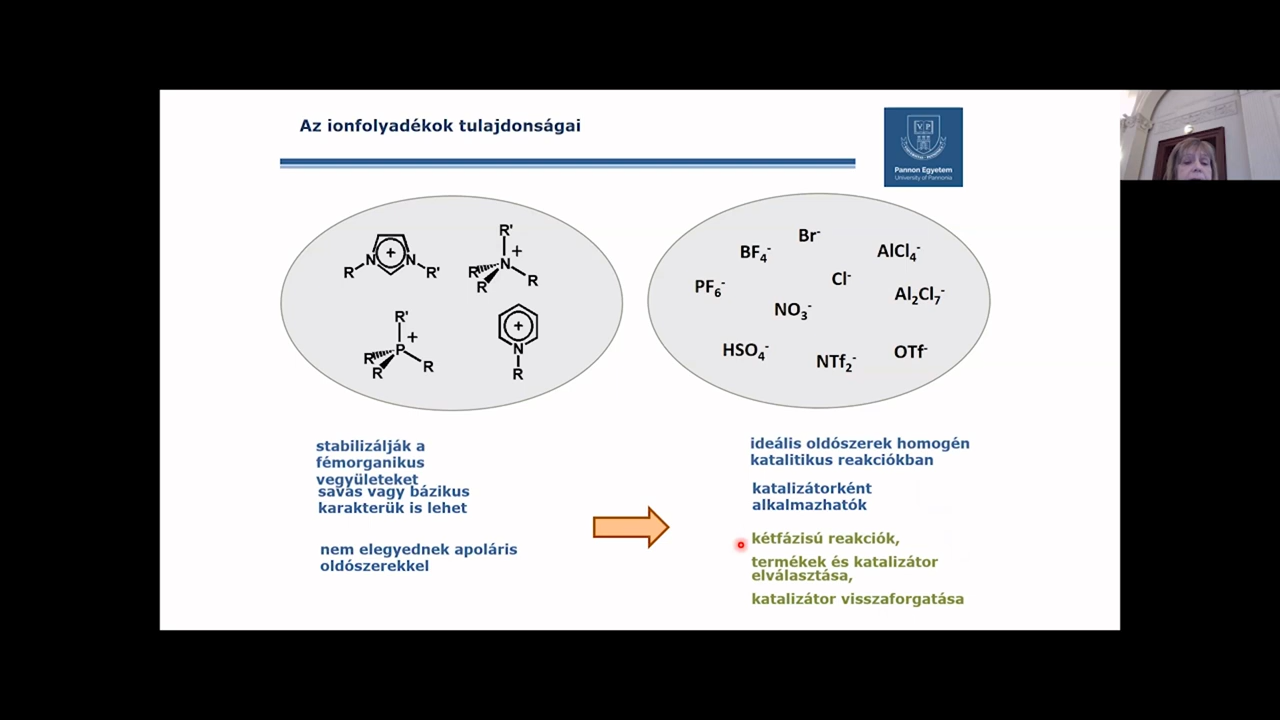 Az ionfolyadékok tulajdonságai
V P
Pannon Egyetem
University of Pannonia
R N + N R'
R' N + R R R
R' P + R R R
+ N R
BF₄⁻ Br⁻ AlCl₄⁻
PF₆⁻ Cl⁻ Al₂Cl₇⁻
NO₃⁻
HSO₄⁻ NTf₂⁻ OTf⁻
stabilizálják a
fémorganikus
vegyületeket
savas vagy bázikus
karakterük is lehet
nem elegyednek apoláris
oldószerekkel
ideális oldószerek homogén
katalitikus reakciókban
katalizátorként
alkalmazhatók
kétfázisú reakciók,
termékek és katalizátor
elválasztása,
katalizátor visszaforgatása